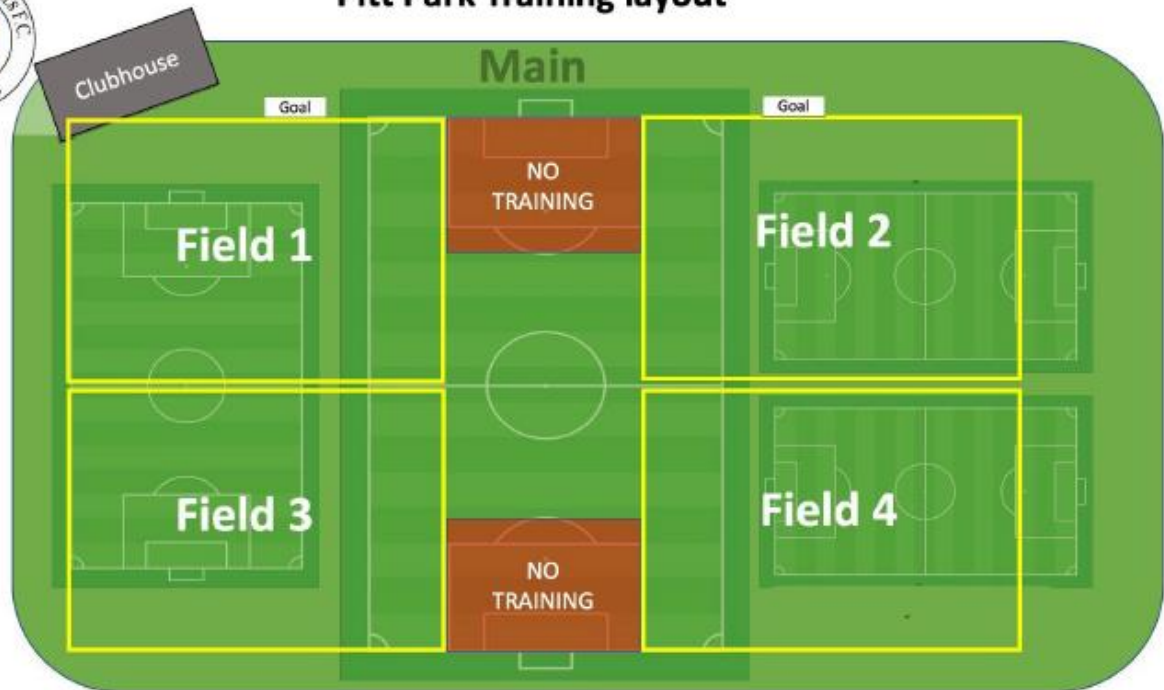 Pitt Park Training layout
Clubhouse
Main
Goal
Goal
NO
TRAINING
Field 1
Field 2
Field 3
Field 4
NO
TRAINING